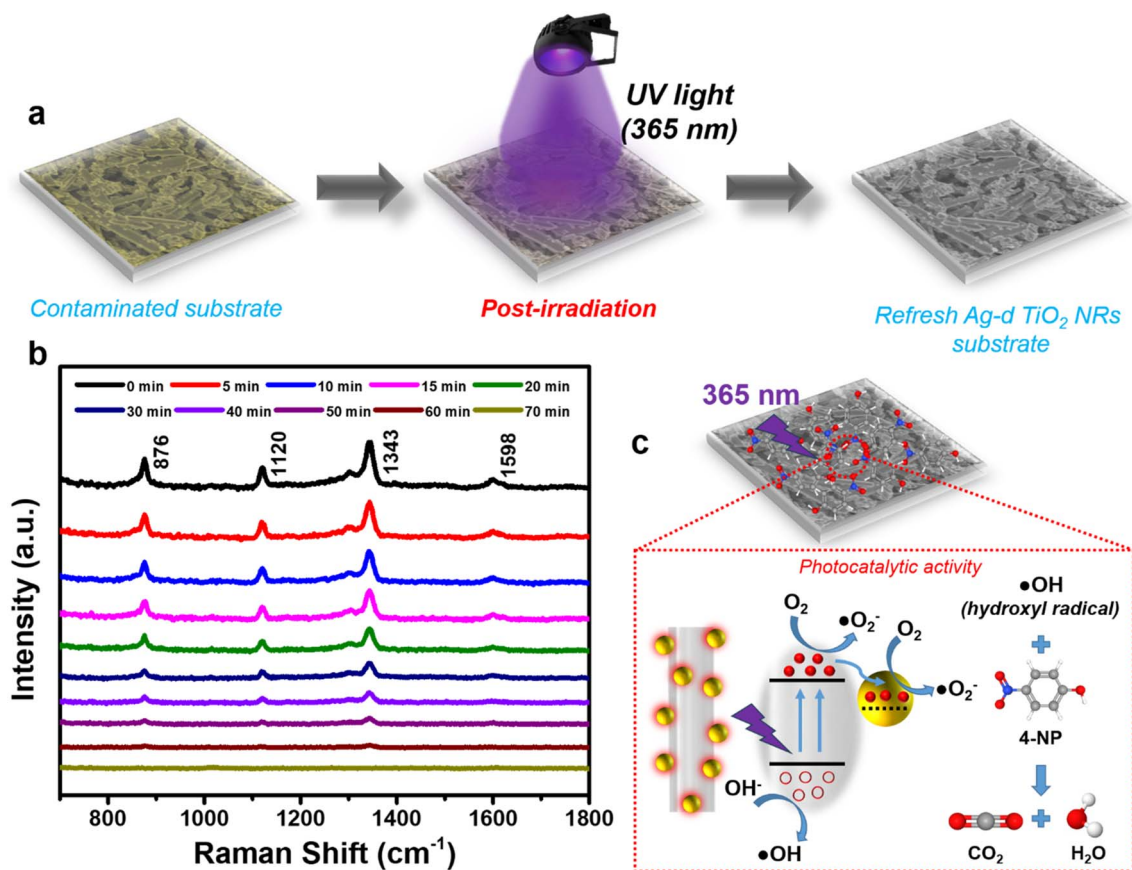 a
UV light
(365 nm)
Contaminated substrate
Post-irradiation
Refresh Ag-d TiO₂ NRs
substrate
b
0 min 5 min 10 min 15 min 20 min
30 min 40 min 50 min 60 min 70 min
876
1120
1343
1598
Intensity (a.u.)
800 1000 1200 1400 1600 1800
Raman Shift (cm⁻¹)
c
365 nm
Photocatalytic activity
O₂
●O₂⁻
O₂
●O₂⁻
OH⁻
●OH
●OH
(hydroxyl radical)
4-NP
CO₂
H₂O